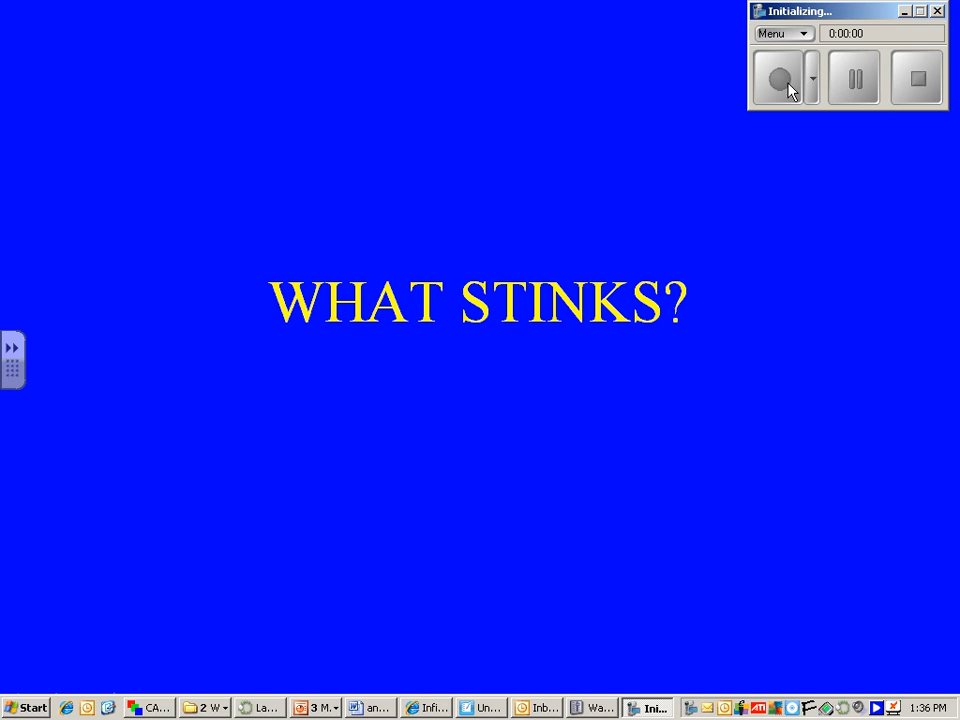 Initializing...
Menu
0:00:00
WHAT STINKS?
Start
CA...
2 W
La...
3 M.
an...
Infi...
Un...
Inb...
Wa...
Ini...
ATI
1:36 PM